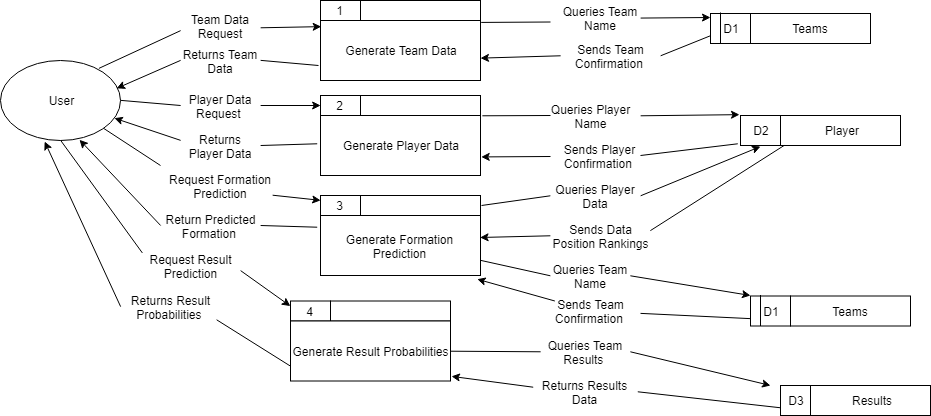 1
Team Data
Request
Queries Team
Name
D1
Teams
Generate Team Data
Returns Team
Data
Sends Team
Confirmation
User
Player Data
Request
2
Queries Player
Name
D2
Player
Generate Player Data
Returns
Player Data
Sends Player
Confirmation
Request Formation
Prediction
3
Queries Player
Data
Return Predicted
Formation
Generate Formation
Prediction
Sends Data
Position Rankings
Request Result
Prediction
Queries Team
Name
D1
Teams
Returns Result
Probabilities
4
Sends Team
Confirmation
Generate Result Probabilities
Queries Team
Results
Returns Results
Data
D3
Results